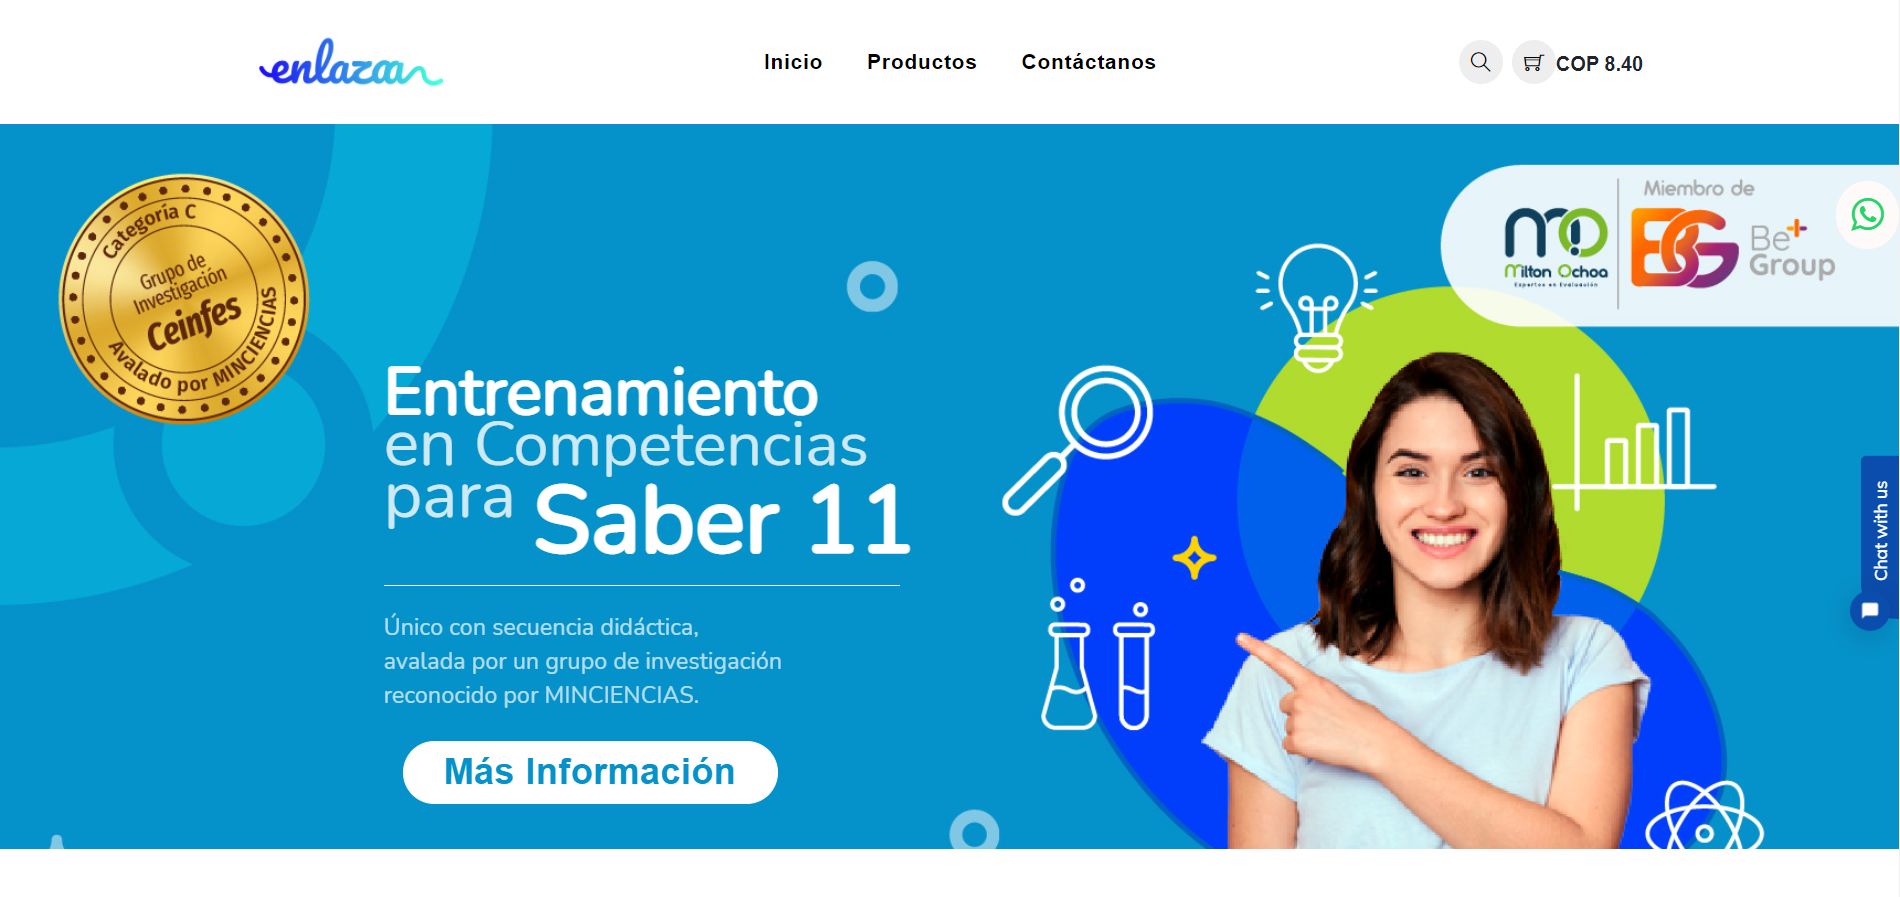 enlazaa
Inicio
Productos
Contáctanos
COP 8.40
Categoría C
Grupo de
Investigación
Ceinfes
Avalado por MINCIENCIAS
Miembro de
Milton Ochoa
Expertos en Evaluación
BG
Be+
Group
Entrenamiento
en Competencias
para Saber 11
Único con secuencia didáctica,
avalada por un grupo de investigación
reconocido por MINCIENCIAS.
Más Información
Chat with us